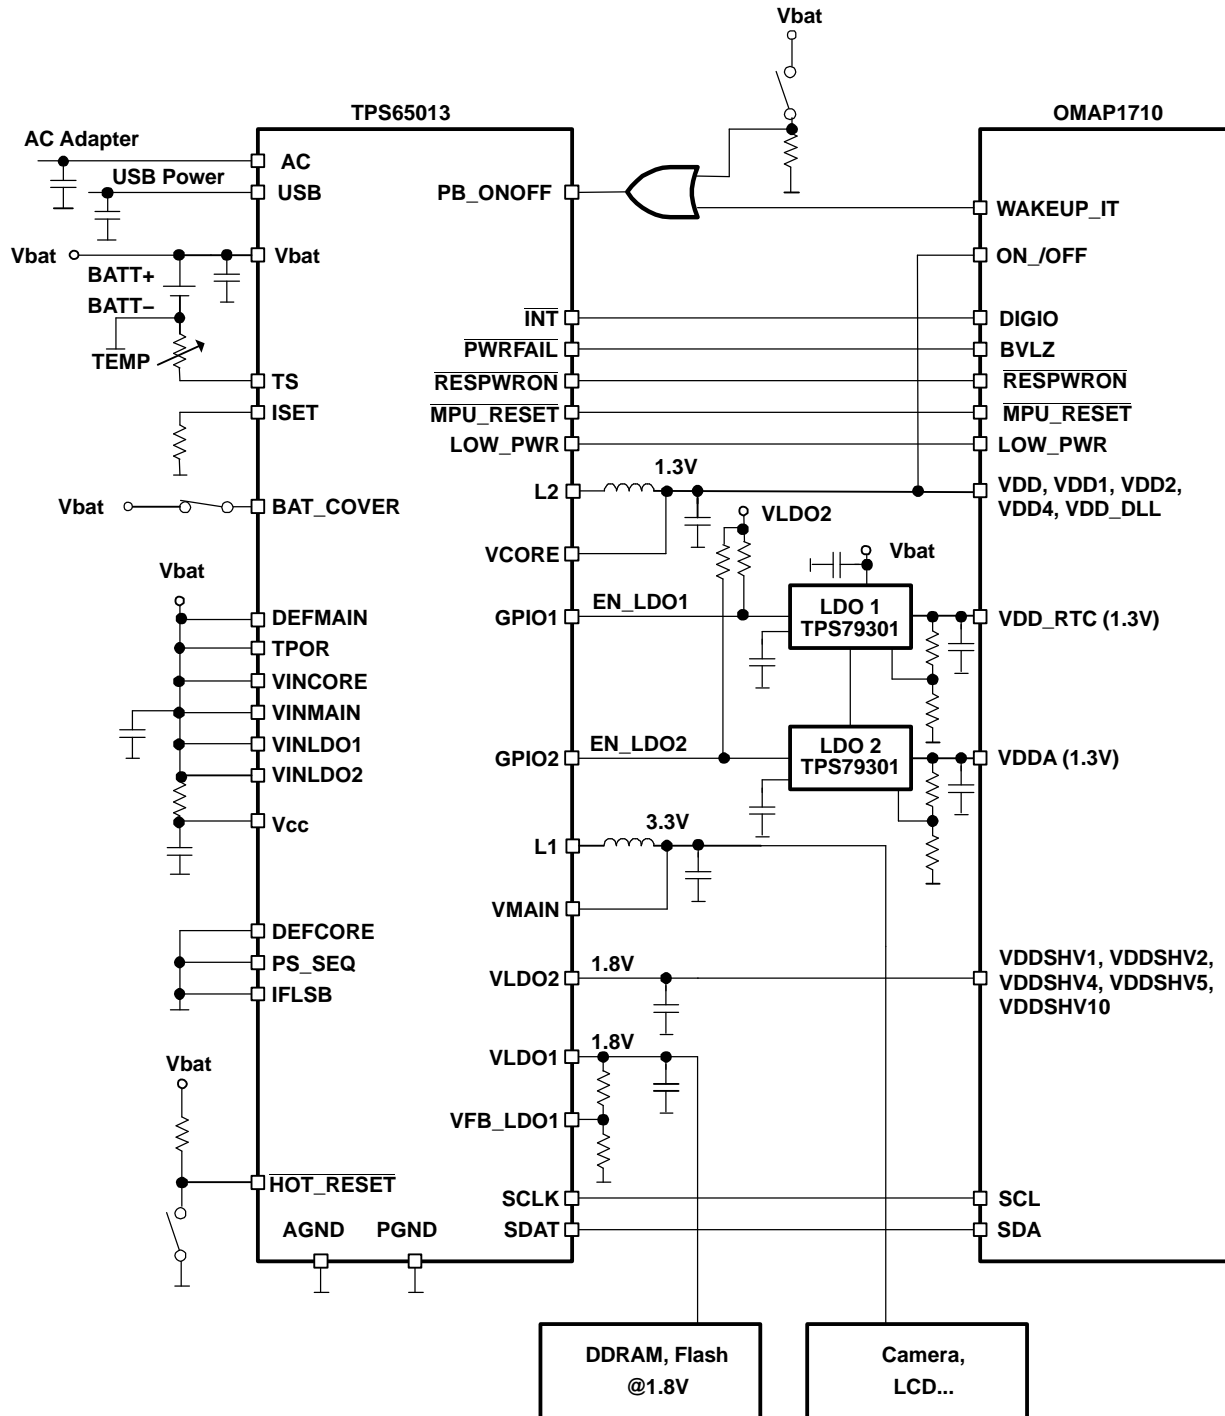 Vbat
TPS65013
OMAP1710
AC Adapter
AC
USB Power
USB
PB_ONOFF
WAKEUP_IT
Vbat
Vbat
ON_/OFF
BATT+
BATT−
INT
DIGIO
TEMP
PWRFAIL
BVLZ
TS
RESPWRON
RESPWRON
ISET
MPU_RESET
MPU_RESET
LOW_PWR
LOW_PWR
1.3V
L2
VDD, VDD1, VDD2,
VDD4, VDD_DLL
Vbat
BAT_COVER
VLDO2
VCORE
Vbat
Vbat
EN_LDO1
LDO 1
TPS79301
DEFMAIN
GPIO1
VDD_RTC (1.3V)
TPOR
VINCORE
VINMAIN
VINLDO1
EN_LDO2
LDO 2
TPS79301
GPIO2
VDDA (1.3V)
VINLDO2
Vcc
3.3V
L1
VMAIN
DEFCORE
PS_SEQ
IFLSB
1.8V
VLDO2
VDDSHV1, VDDSHV2,
VDDSHV4, VDDSHV5,
VDDSHV10
1.8V
VLDO1
Vbat
VFB_LDO1
HOT_RESET
SCLK
SCL
AGND
PGND
SDAT
SDA
DDRAM, Flash
@1.8V
Camera,
LCD...